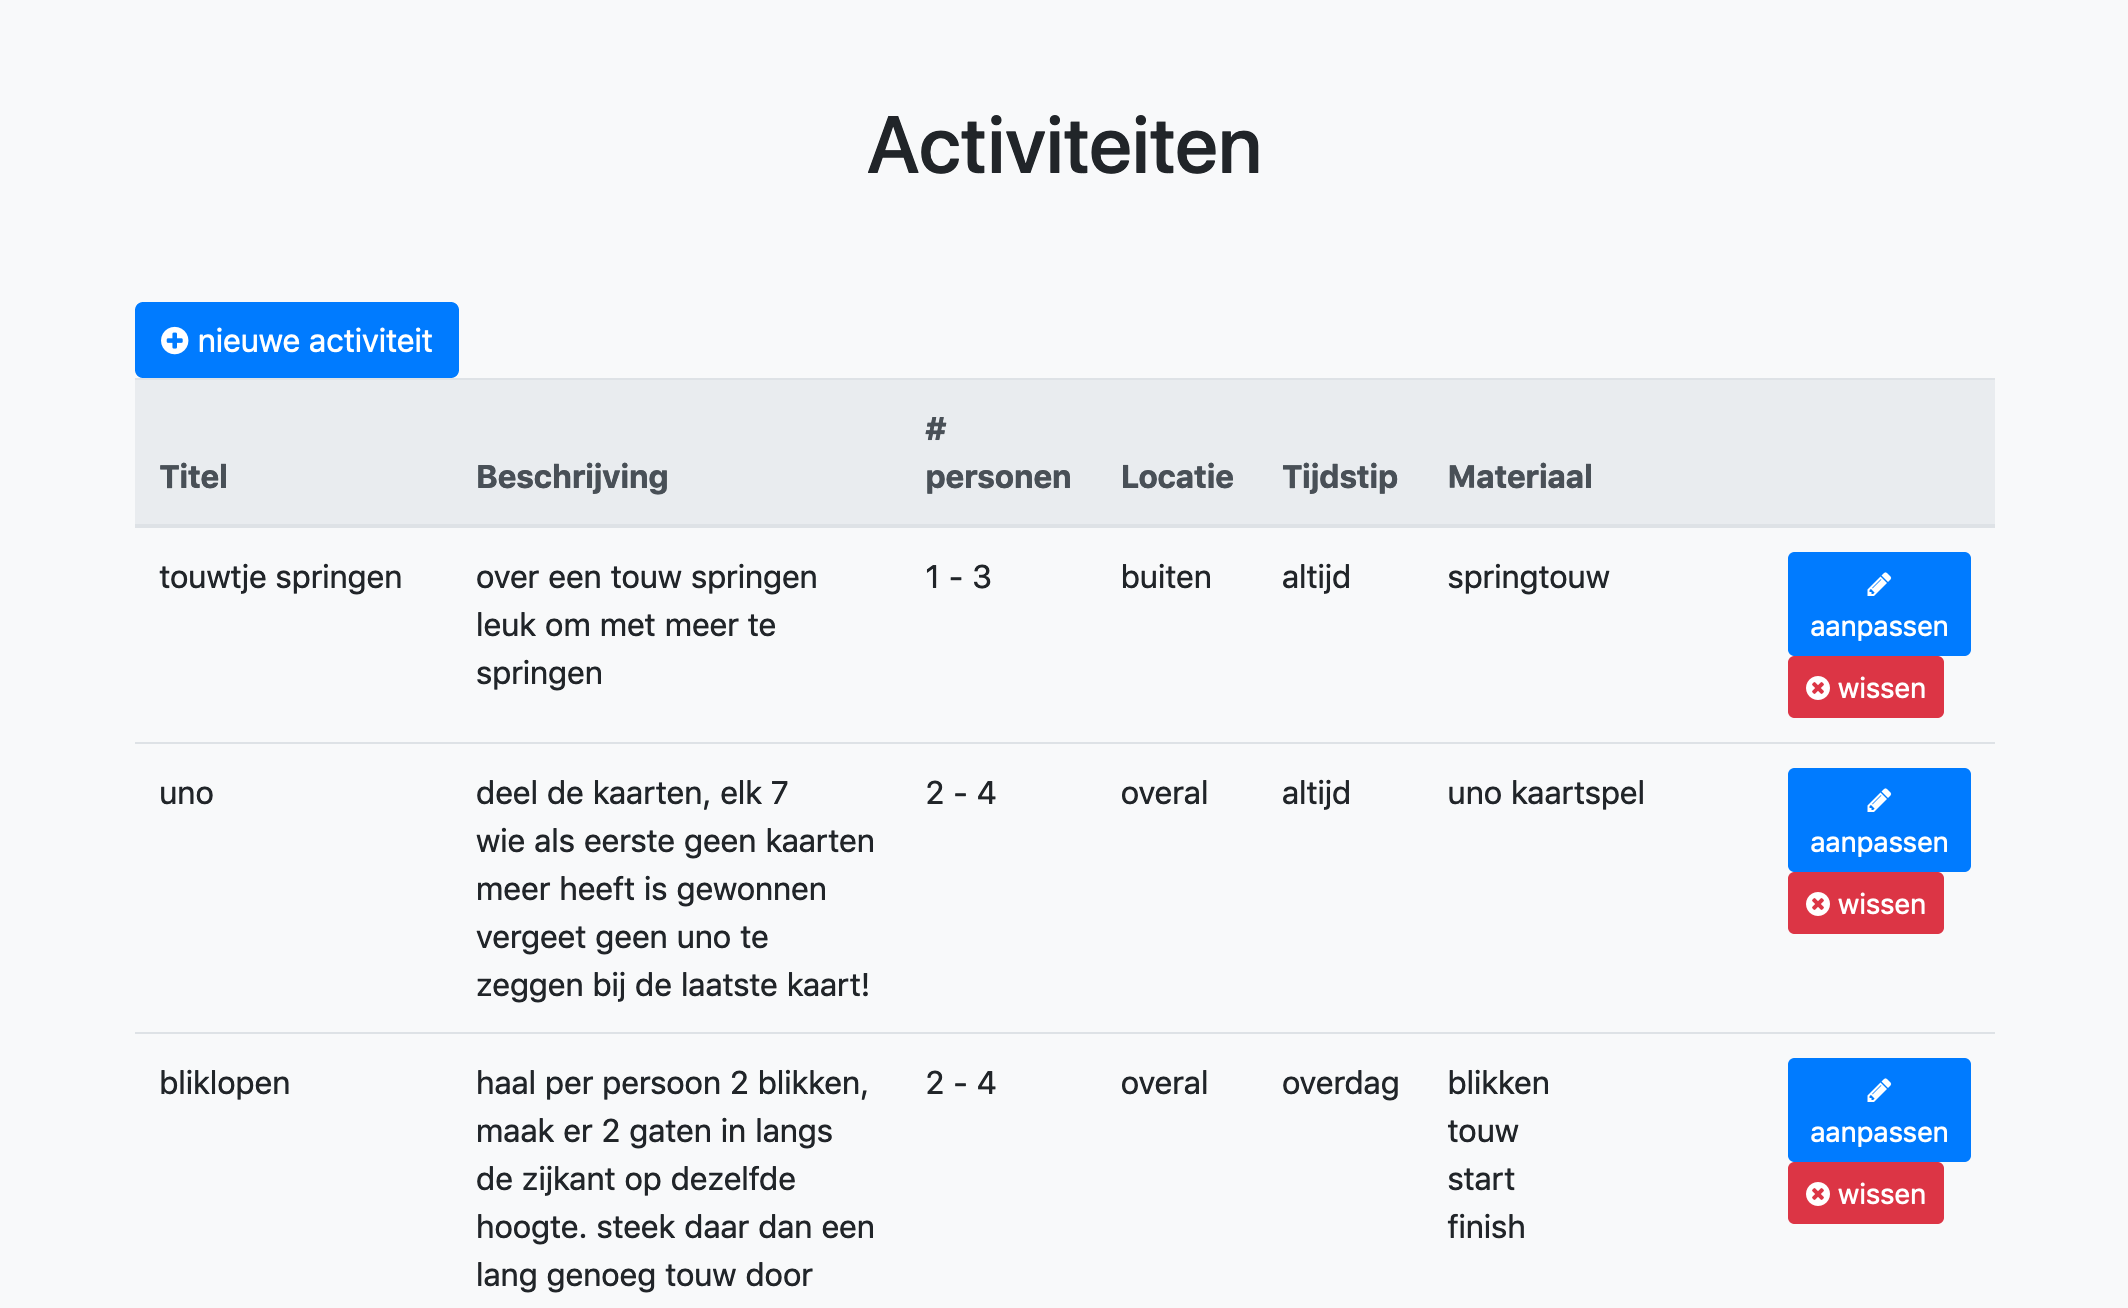 Activiteiten
nieuwe activiteit
Titel Beschrijving # personen Locatie Tijdstip Materiaal
touwtje springen over een touw springen 1 - 3 buiten altijd springtouw
leuk om met meer te
springen
aanpassen
wissen
uno deel de kaarten, elk 7 2 - 4 overal altijd uno kaartspel
wie als eerste geen kaarten
meer heeft is gewonnen
vergeet geen uno te
zeggen bij de laatste kaart!
aanpassen
wissen
bliklopen haal per persoon 2 blikken, 2 - 4 overal overdag blikken
maak er 2 gaten in langs touw
de zijkant op dezelfde start
hoogte. steek daar dan een finish
lang genoeg touw door
aanpassen
wissen